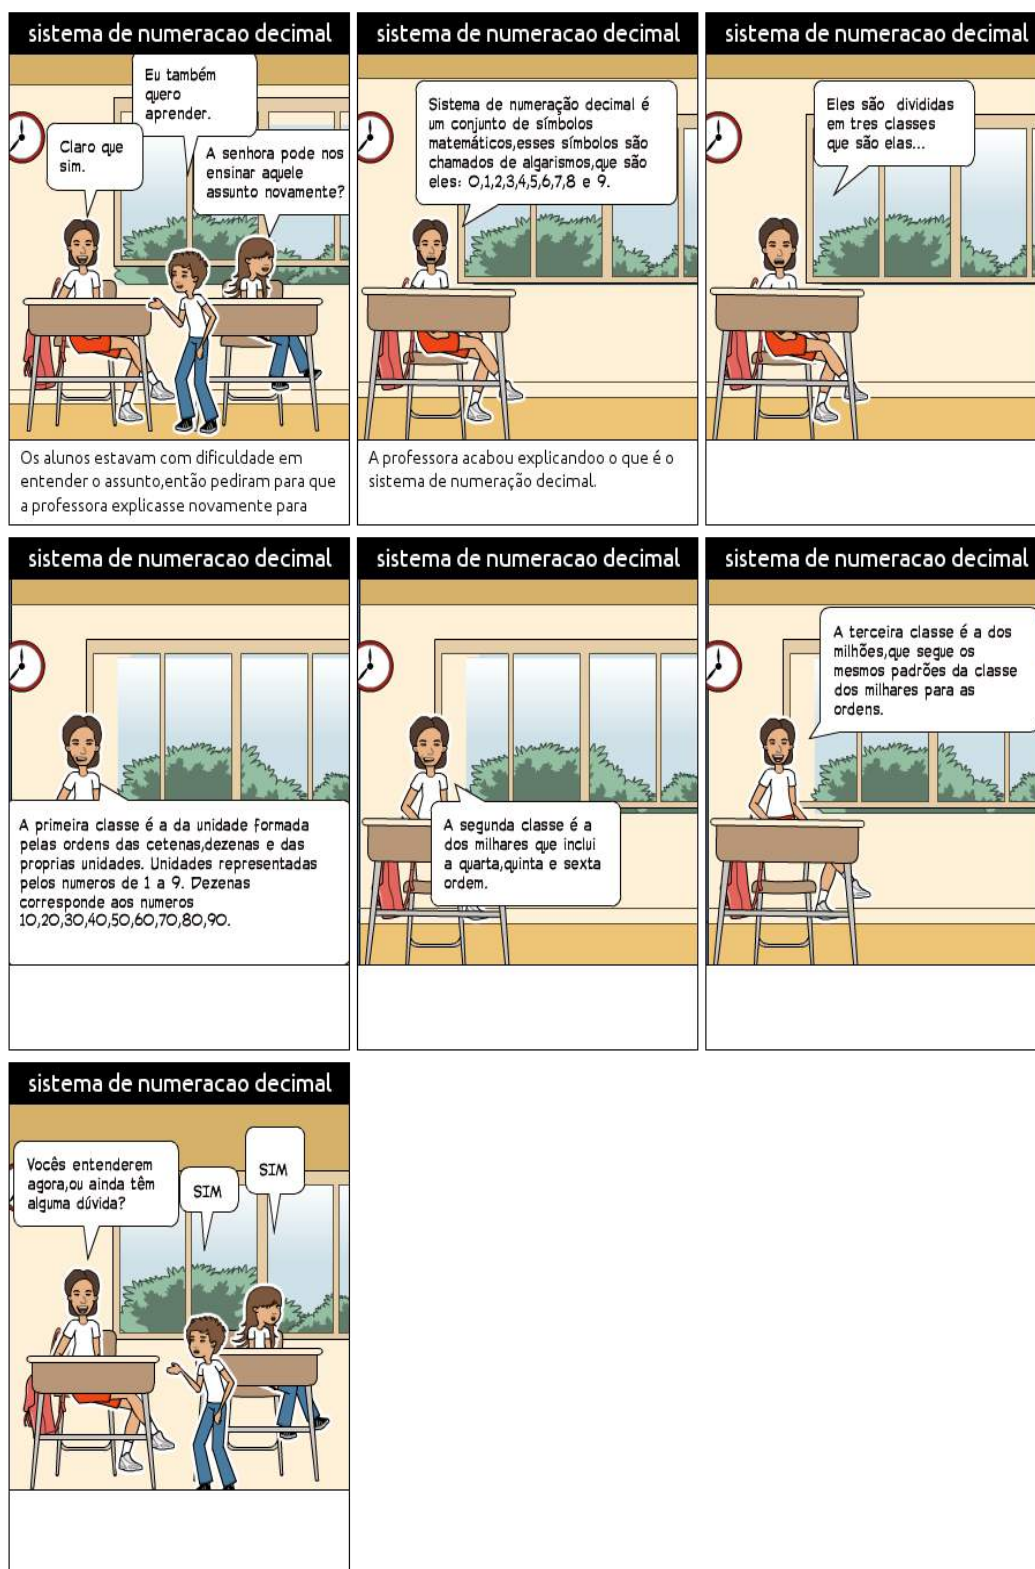 sistema de numeracao decimal
Eu também
quero
aprender.
Claro que
sim.
A senhora pode nos
ensinar aquele
assunto novamente?
Os alunos estavam com dificuldade em
entender o assunto,então pediram para que
a professora explicasse novamente para
sistema de numeracao decimal
Sistema de numeração decimal é
um conjunto de símbolos
matemáticos,esses símbolos são
chamados de algarismos,que são
eles: 0,1,2,3,4,5,6,7,8 e 9.
A professora acabou explicandoo o que é o
sistema de numeração decimal.
sistema de numeracao decimal
Eles são divididas
em tres classes
que são elas...
sistema de numeracao decimal
A primeira classe é a da unidade formada
pelas ordens das cetenas,dezenas e das
proprias unidades. Unidades representadas
pelos numeros de 1 a 9. Dezenas
corresponde aos numeros
10,20,30,40,50,60,70,80,90.
sistema de numeracao decimal
A segunda classe é a
dos milhares que inclui
a quarta,quinta e sexta
ordem.
sistema de numeracao decimal
A terceira classe é a dos
milhões,que segue os
mesmos padrões da classe
dos milhares para as
ordens.
sistema de numeracao decimal
Vocês entenderem
agora,ou ainda têm
alguma dúvida?
SIM
SIM